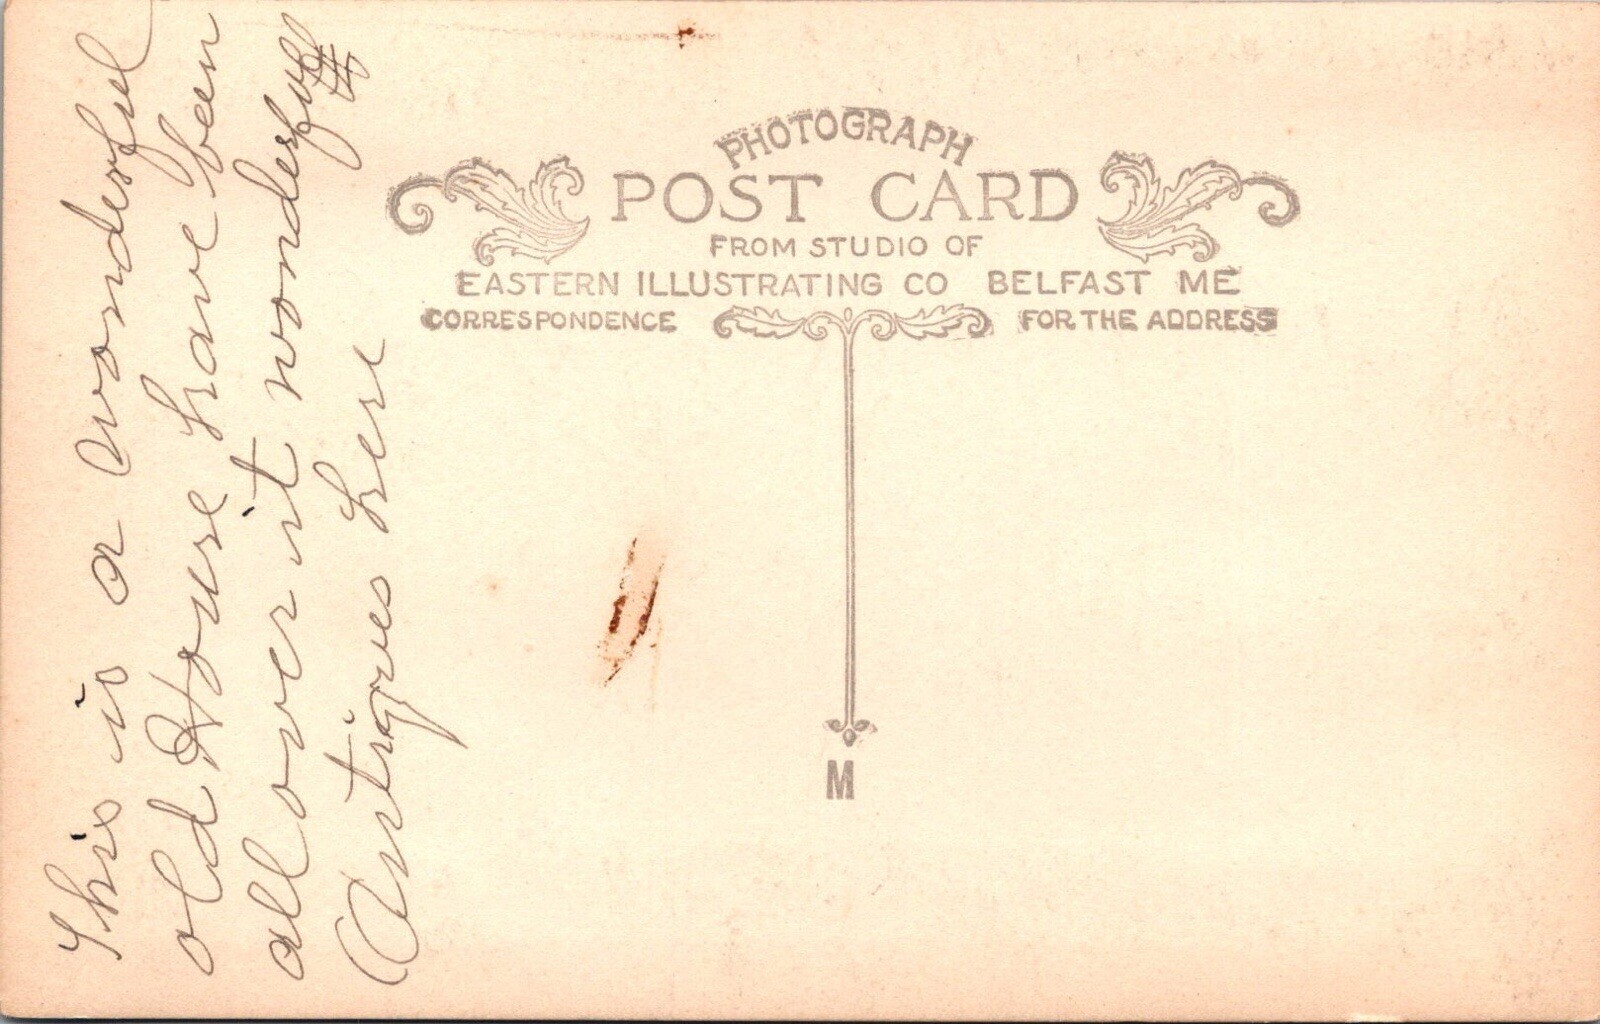 This is a wonderful
old House have been
all over it wonderful
Antiques here
PHOTOGRAPH
POST CARD
FROM STUDIO OF
EASTERN ILLUSTRATING CO BELFAST ME
CORRESPONDENCE FOR THE ADDRESS
M